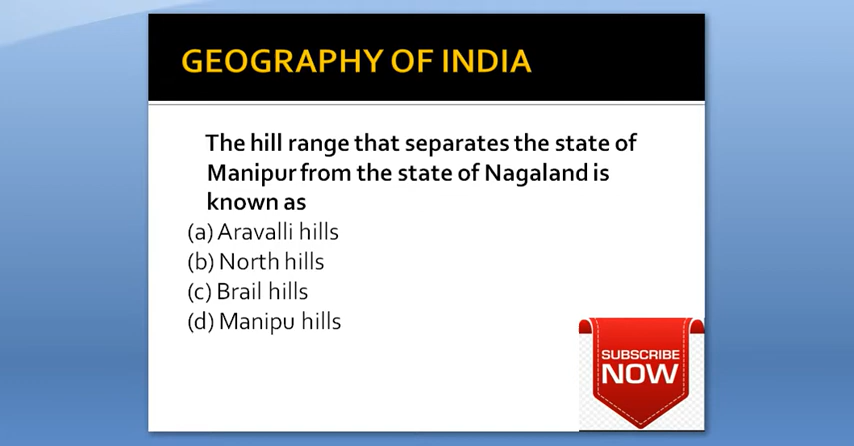 GEOGRAPHY OF INDIA
The hill range that separates the state of
Manipur from the state of Nagaland is
known as
(a) Aravalli hills
(b) North hills
(c) Brail hills
(d) Manipu hills
SUBSCRIBE
NOW